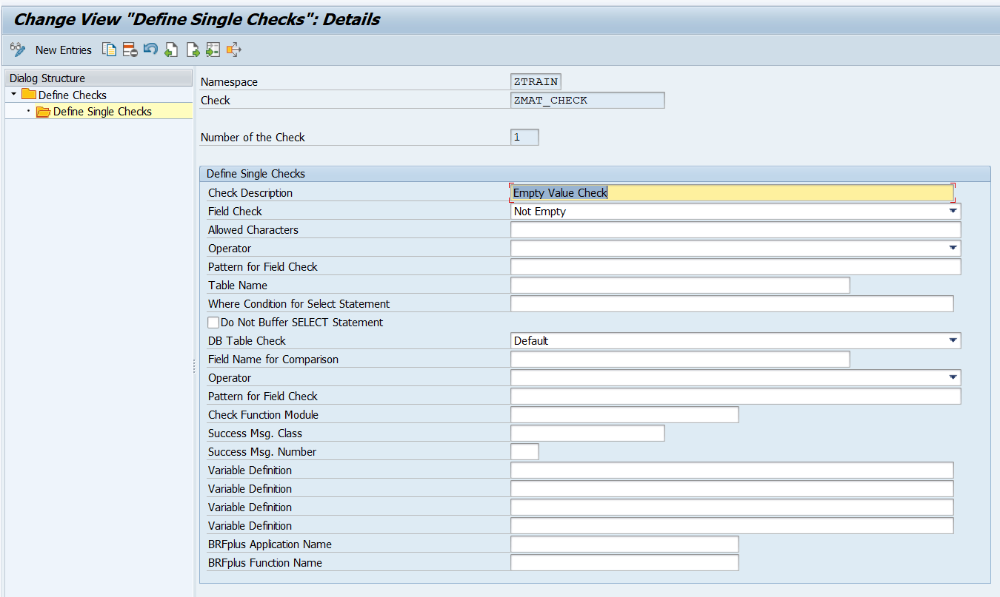 Change View "Define Single Checks": Details
New Entries
Dialog Structure
Define Checks
Define Single Checks
Namespace ZTRAIN
Check ZMAT_CHECK
Number of the Check 1
Define Single Checks
Check Description Empty Value Check
Field Check Not Empty
Allowed Characters
Operator
Pattern for Field Check
Table Name
Where Condition for Select Statement
Do Not Buffer SELECT Statement
DB Table Check Default
Field Name for Comparison
Operator
Pattern for Field Check
Check Function Module
Success Msg. Class
Success Msg. Number
Variable Definition
Variable Definition
Variable Definition
Variable Definition
BRFplus Application Name
BRFplus Function Name